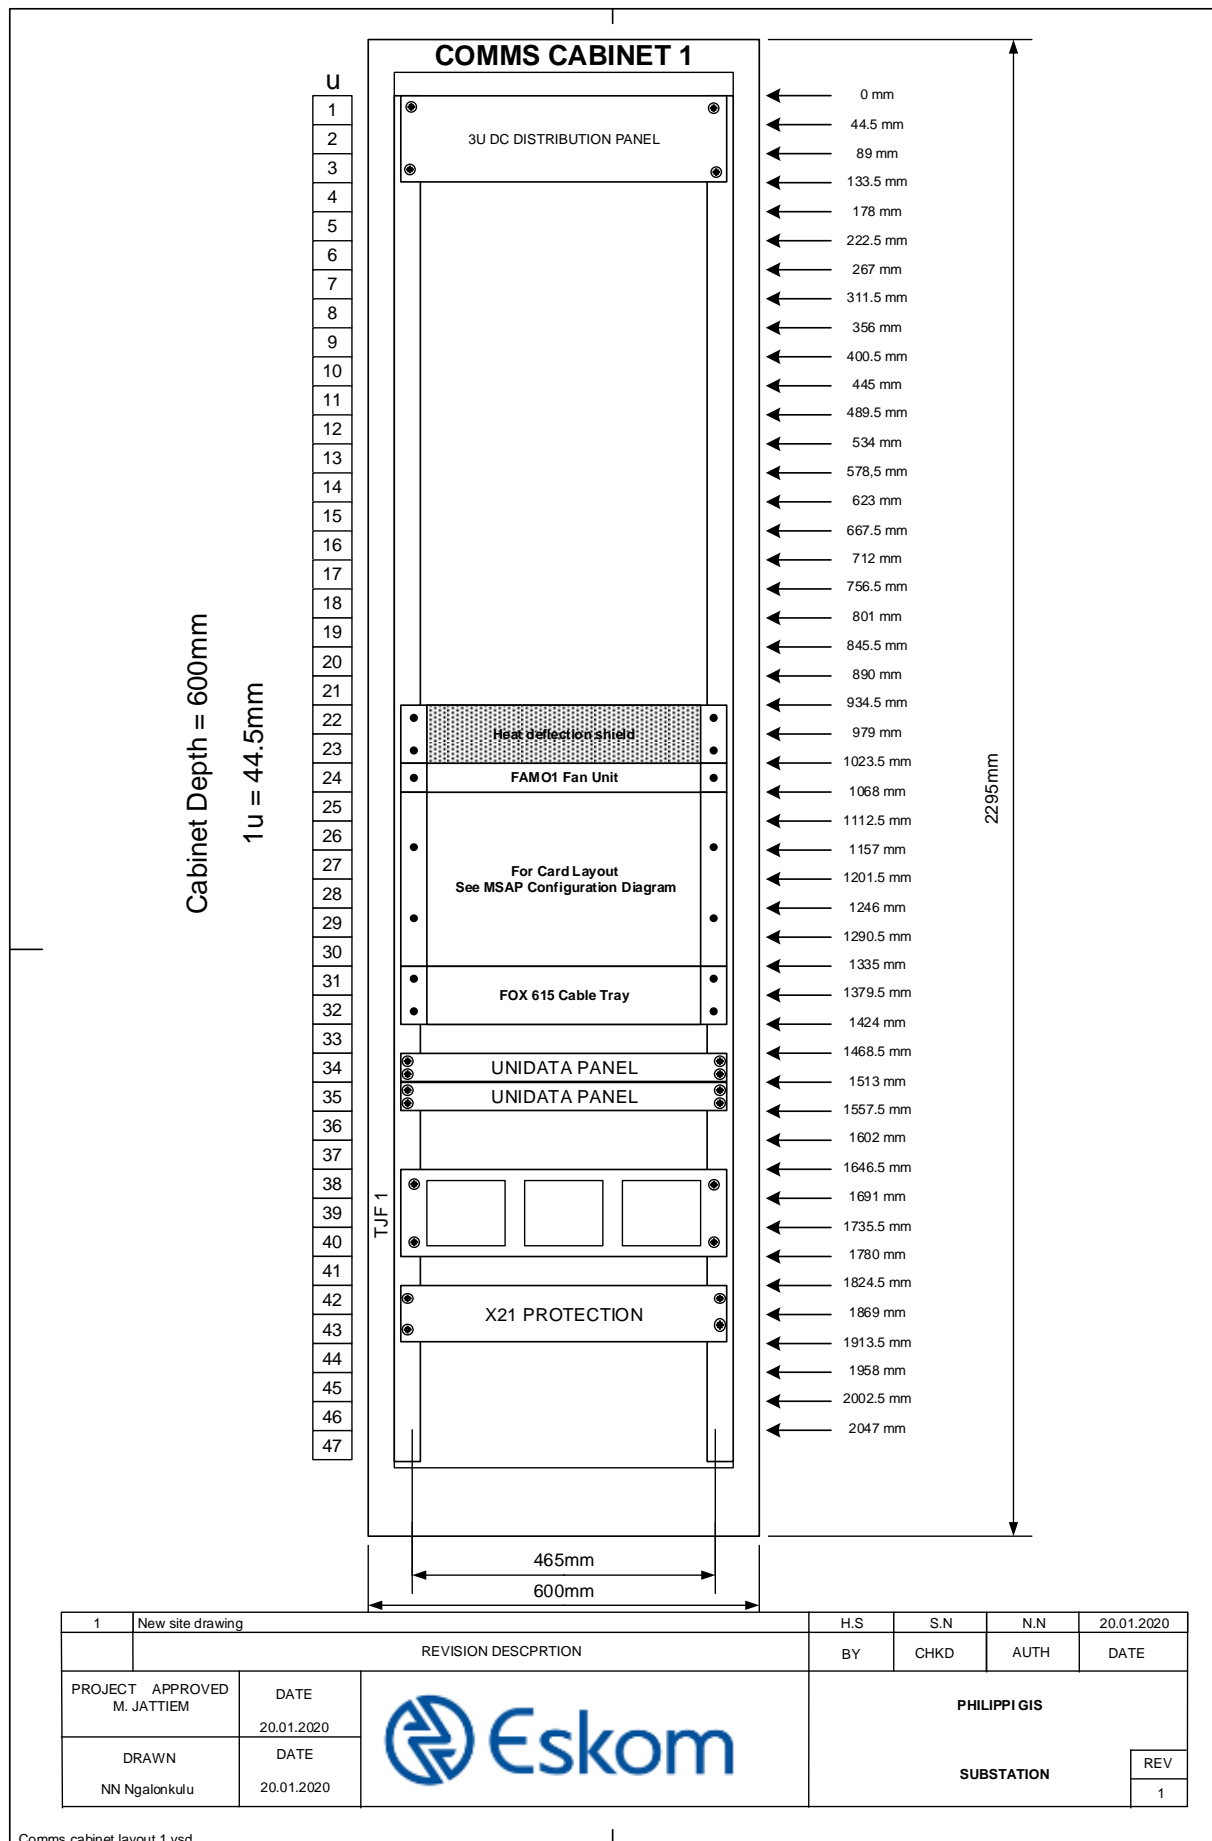 COMMS CABINET 1
u
1
2
3
4
5
6
7
8
9
10
11
12
13
14
15
16
17
18
19
20
21
22
23
24
25
26
27
28
29
30
31
32
33
34
35
36
37
38
39
40
41
42
43
44
45
46
47
Cabinet Depth = 600mm
1u = 44.5mm
3U DC DISTRIBUTION PANEL
Heat deflection shield
FAMO1 Fan Unit
For Card Layout
See MSAP Configuration Diagram
FOX 615 Cable Tray
UNIDATA PANEL
UNIDATA PANEL
TJF 1
X21 PROTECTION
0 mm
44.5 mm
89 mm
133.5 mm
178 mm
222.5 mm
267 mm
311.5 mm
356 mm
400.5 mm
445 mm
489.5 mm
534 mm
578,5 mm
623 mm
667.5 mm
712 mm
756.5 mm
801 mm
845.5 mm
890 mm
934.5 mm
979 mm
1023.5 mm
1068 mm
1112.5 mm
1157 mm
1201.5 mm
1246 mm
1290.5 mm
1335 mm
1379.5 mm
1424 mm
1468.5 mm
1513 mm
1557.5 mm
1602 mm
1646.5 mm
1691 mm
1735.5 mm
1780 mm
1824.5 mm
1869 mm
1913.5 mm
1958 mm
2002.5 mm
2047 mm
2295mm
465mm
600mm
1 New site drawing H.S S.N N.N 20.01.2020
REVISION DESCPRTION BY CHKD AUTH DATE
PROJECT APPROVED
M. JATTIEM
DATE
20.01.2020
DRAWN
NN Ngalonkulu
DATE
20.01.2020
Eskom
PHILIPPI GIS
SUBSTATION
REV
1
Comms cabinet layout 1.vsd